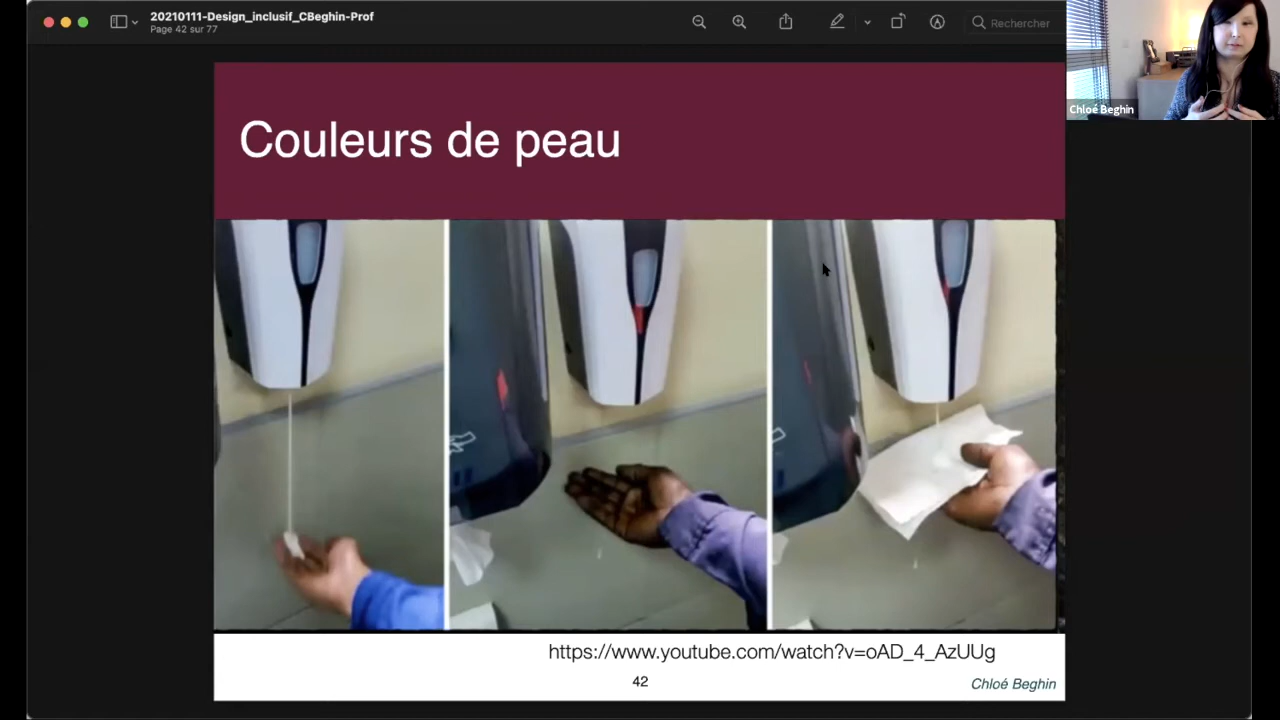 20210111-Design_inclusif_CBeghin-Prof
Page 42 sur 77
Rechercher
Chloé Beghin
Couleurs de peau
https://www.youtube.com/watch?v=oAD_4_AzUUg
42
Chloé Beghin